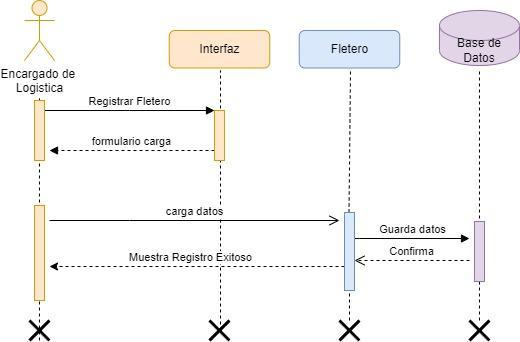 Interfaz
Fletero
Base de
Datos
Encargado de
Logistica
Registrar Fletero
formulario carga
carga datos
Guarda datos
Confirma
Muestra Registro Exitoso